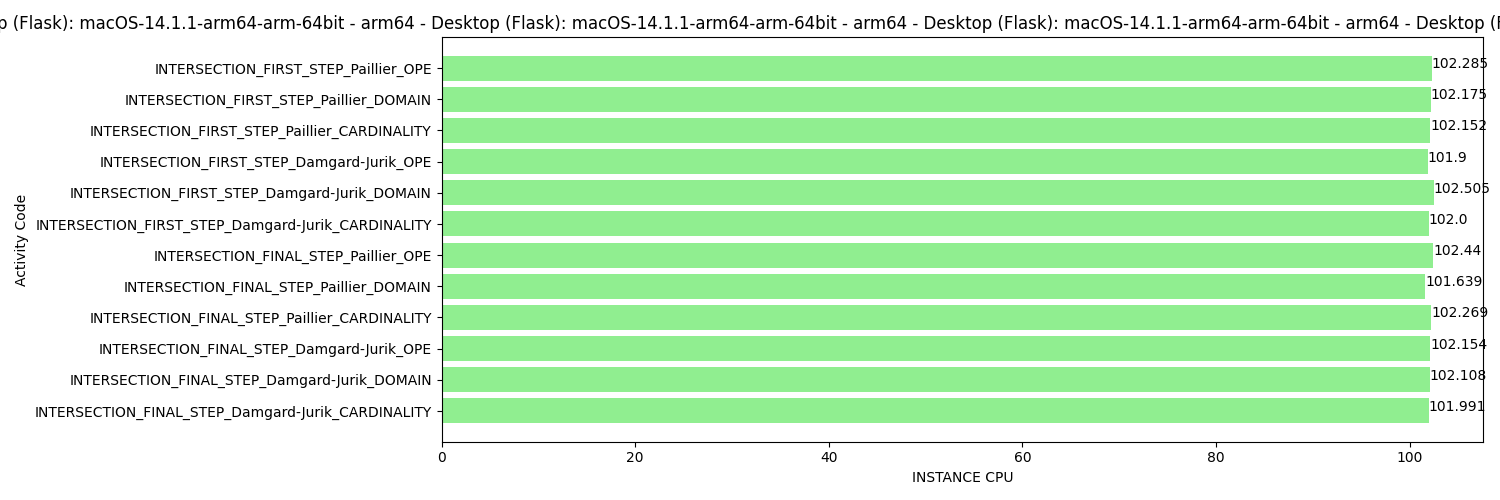 (Flask): macOS-14.1.1-arm64-arm-64bit - arm64 - Desktop (Flask): macOS-14.1.1-arm64-arm-64bit - arm64 - Desktop (Flask): macOS-14.1.1-arm64-arm-64bit - arm64 - Desktop
INTERSECTION_FIRST_STEP_Paillier_OPE 102.285
INTERSECTION_FIRST_STEP_Paillier_DOMAIN 102.175
INTERSECTION_FIRST_STEP_Paillier_CARDINALITY 102.152
INTERSECTION_FIRST_STEP_Damgard-Jurik_OPE 101.9
INTERSECTION_FIRST_STEP_Damgard-Jurik_DOMAIN 102.505
INTERSECTION_FIRST_STEP_Damgard-Jurik_CARDINALITY 102.0
INTERSECTION_FINAL_STEP_Paillier_OPE 102.44
INTERSECTION_FINAL_STEP_Paillier_DOMAIN 101.639
INTERSECTION_FINAL_STEP_Paillier_CARDINALITY 102.269
INTERSECTION_FINAL_STEP_Damgard-Jurik_OPE 102.154
INTERSECTION_FINAL_STEP_Damgard-Jurik_DOMAIN 102.108
INTERSECTION_FINAL_STEP_Damgard-Jurik_CARDINALITY 101.991
Activity Code
0 20 40 60 80 100
INSTANCE CPU